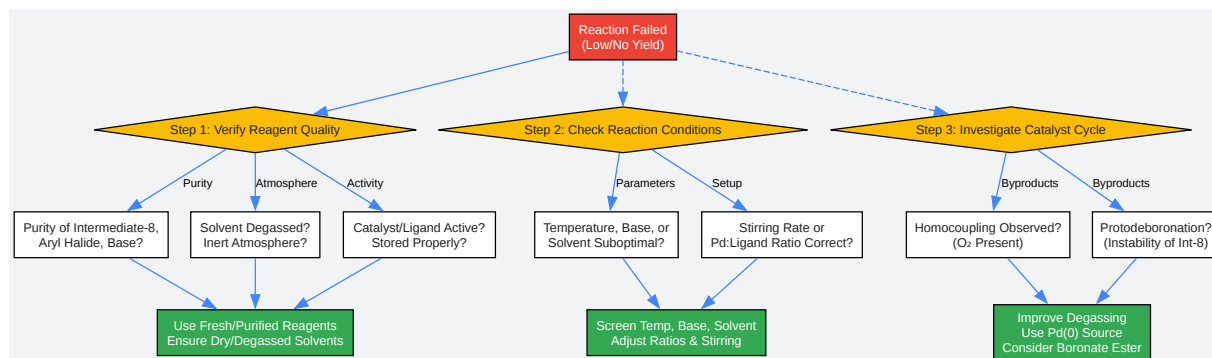 Reaction Failed
(Low/No Yield)
Step 1: Verify Reagent Quality
Step 2: Check Reaction Conditions
Step 3: Investigate Catalyst Cycle
Purity
Atmosphere
Activity
Parameters
Setup
Byproducts
Byproducts
Purity of Intermediate-8,
Aryl Halide, Base?
Solvent Degassed?
Inert Atmosphere?
Catalyst/Ligand Active?
Stored Properly?
Temperature, Base, or
Solvent Suboptimal?
Stirring Rate or
Pd:Ligand Ratio Correct?
Homocoupling Observed?
(O₂ Present)
Protodeboronation?
(Instability of Int-8)
Use Fresh/Purified Reagents
Ensure Dry/Degassed Solvents
Screen Temp, Base, Solvent
Adjust Ratios & Stirring
Improve Degassing
Use Pd(0) Source
Consider Boronate Ester